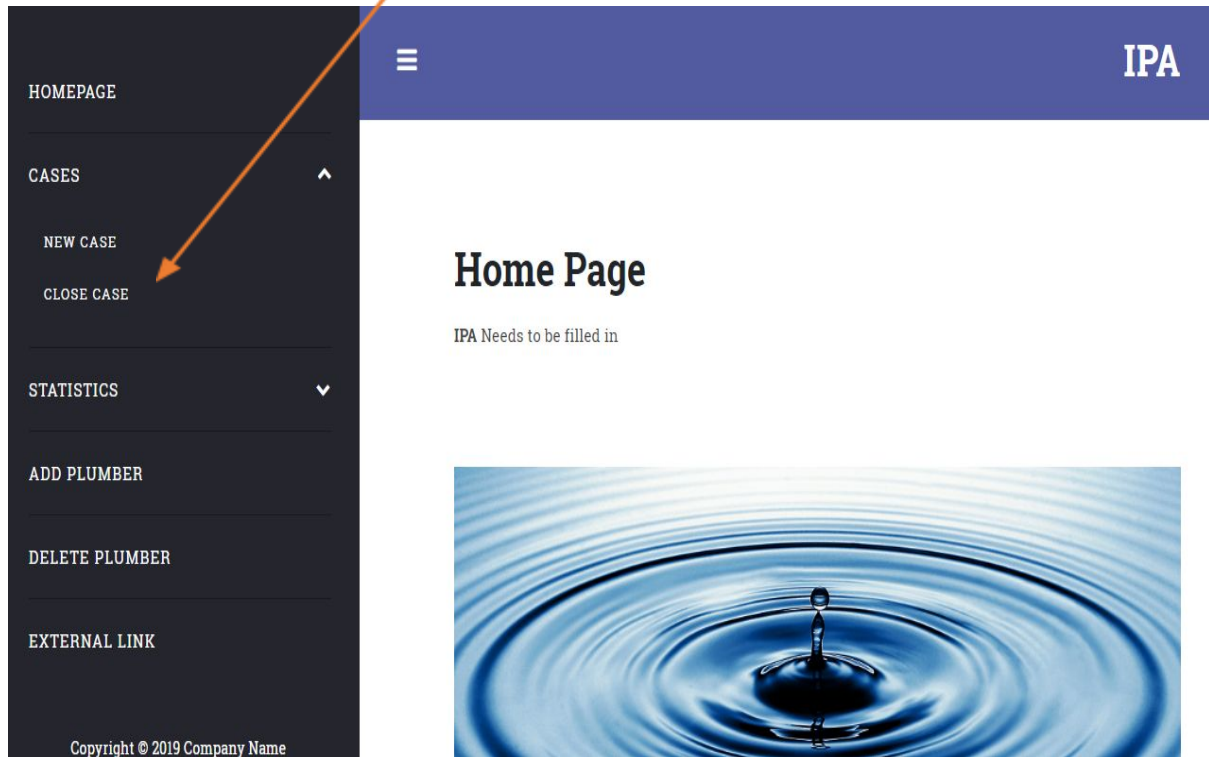 HOMEPAGE
CASES
NEW CASE
CLOSE CASE
STATISTICS
ADD PLUMBER
DELETE PLUMBER
EXTERNAL LINK
Copyright © 2019 Company Name
IPA
Home Page
IPA Needs to be filled in